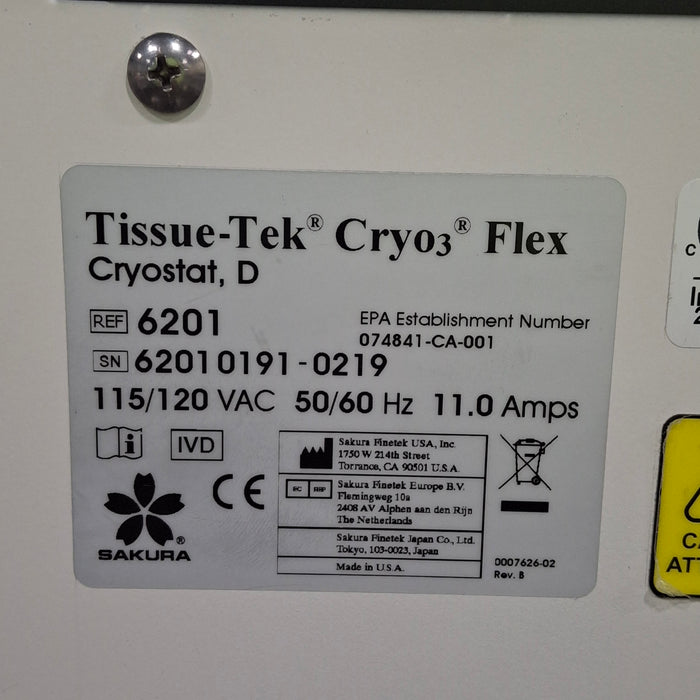 Tissue-Tek® Cryo3® Flex
Cryostat, D
REF 6201
EPA Establishment Number
074841-CA-001
SN 62010191-0219
115/120 VAC 50/60 Hz 11.0 Amps
i IVD
CE
SAKURA®
Sakura Finetek USA, Inc.
1750 W 214th Street
Torrance, CA 90501 U.S.A.
EC REP
Sakura Finetek Europe B.V.
Flemingweg 10a
2408 AV Alphen aan den Rijn
The Netherlands
Sakura Finetek Japan Co., Ltd.
Tokyo, 103-0023, Japan
Made in U.S.A.
0007626-02
Rev. B